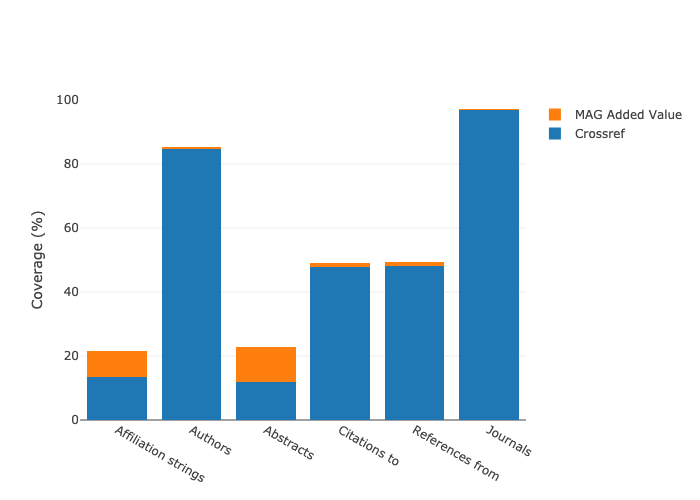 MAG Added Value
Crossref
Coverage (%)
100
80
60
40
20
0
Affiliation strings
Authors
Abstracts
Citations to
References from
Journals